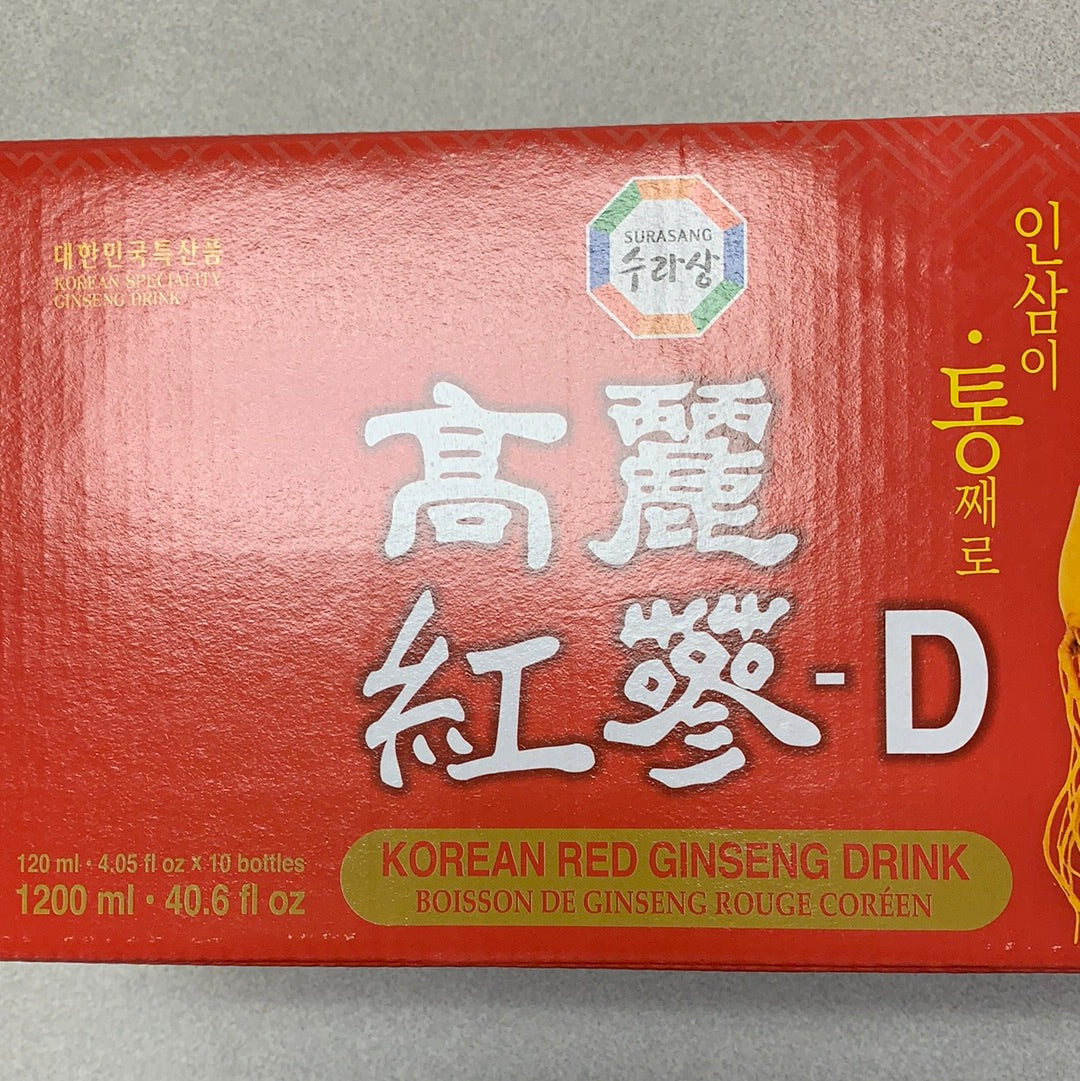 대한민국특산품
KOREAN SPECIALITY
GINSENG DRINK
SURASANG
수라상
인삼이
통째로
高麗
紅蔘-D
120 ml • 4.05 fl oz x 10 bottles
1200 ml • 40.6 fl oz
KOREAN RED GINSENG DRINK
BOISSON DE GINSENG ROUGE CORÉEN